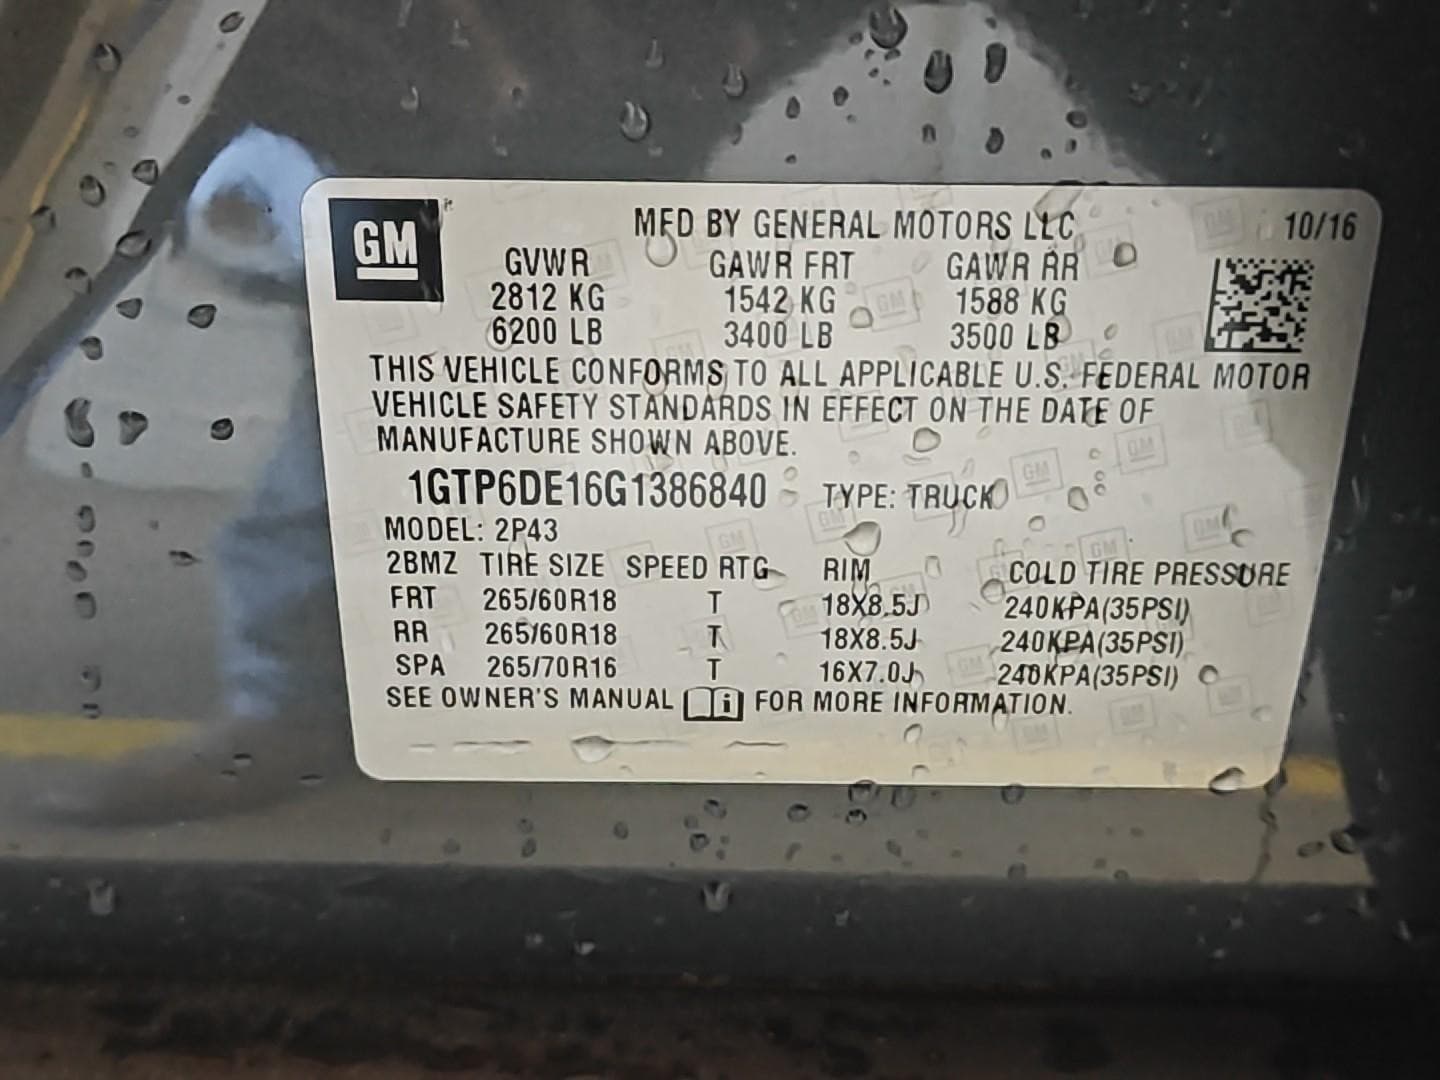 GM
MFD BY GENERAL MOTORS LLC 10/16
GVWR GAWR FRT GAWR RR
2812 KG 1542 KG 1588 KG
6200 LB 3400 LB 3500 LB
THIS VEHICLE CONFORMS TO ALL APPLICABLE U.S. FEDERAL MOTOR
VEHICLE SAFETY STANDARDS IN EFFECT ON THE DATE OF
MANUFACTURE SHOWN ABOVE.
1GTP6DE16G1386840 TYPE: TRUCK
MODEL: 2P43
2BMZ TIRE SIZE SPEED RTG RIM COLD TIRE PRESSURE
FRT 265/60R18 T 18X8.5J 240KPA(35PSI)
RR 265/60R18 T 18X8.5J 240KPA(35PSI)
SPA 265/70R16 T 16X7.0J 240KPA(35PSI)
SEE OWNER'S MANUAL i FOR MORE INFORMATION.